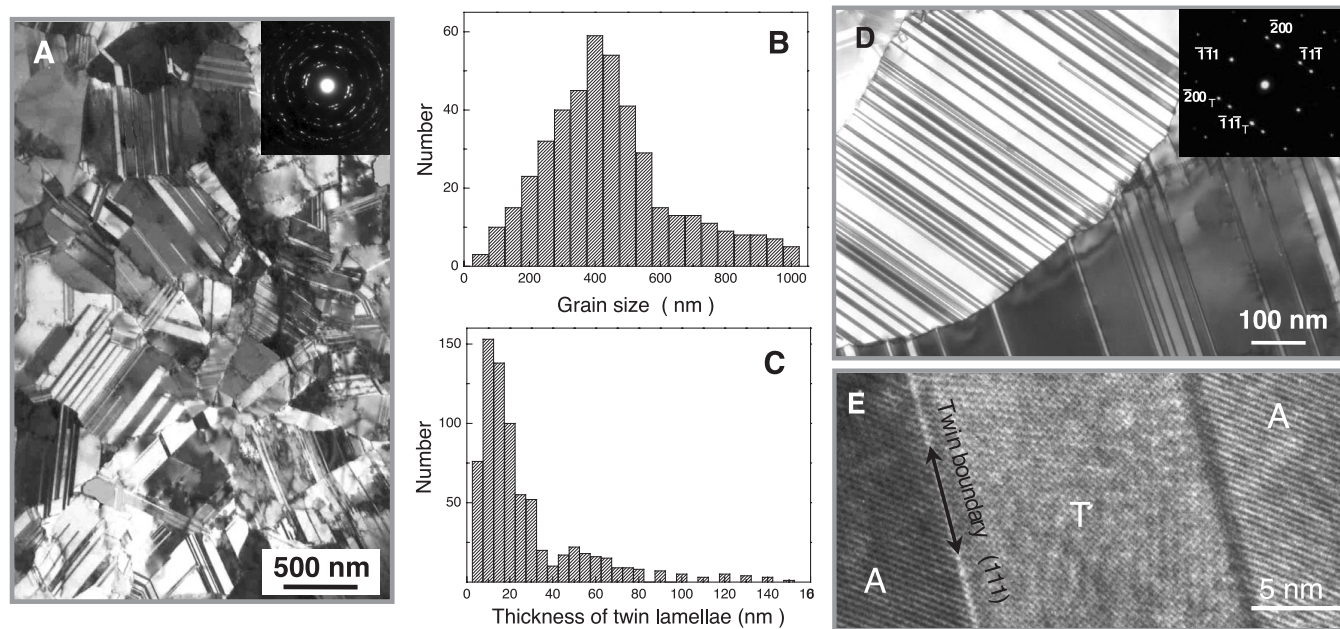 A
500 nm
B
60
40
20
0
Number
0 200 400 600 800 1000
Grain size ( nm )
C
150
100
50
Number
0 20 40 60 80 100 120 140 16
Thickness of twin lamellae (nm)
D
2̅00
1̅1̅1
1̅11̅
2̅00T
1̅11̅T
100 nm
E
A
Twin boundary (111)
T
A
5 nm